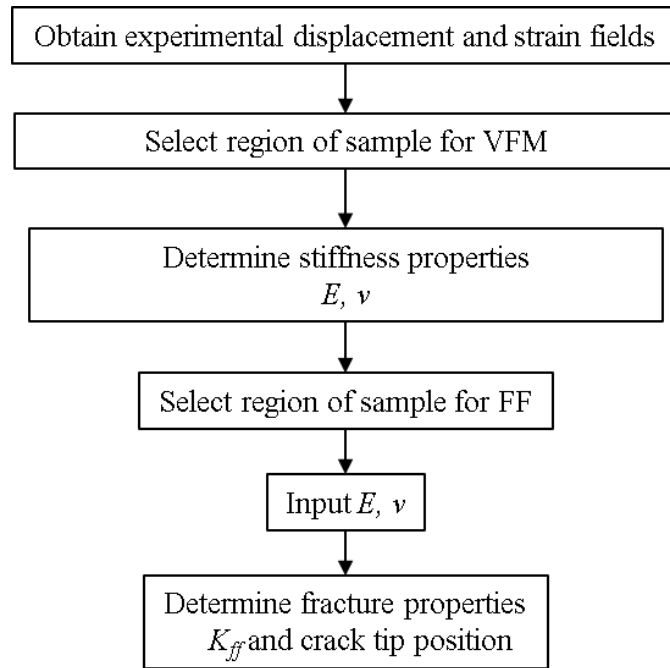 Obtain experimental displacement and strain fields
Select region of sample for VFM
Determine stiffness properties
E, ν
Select region of sample for FF
Input E, ν
Determine fracture properties
Kff and crack tip position